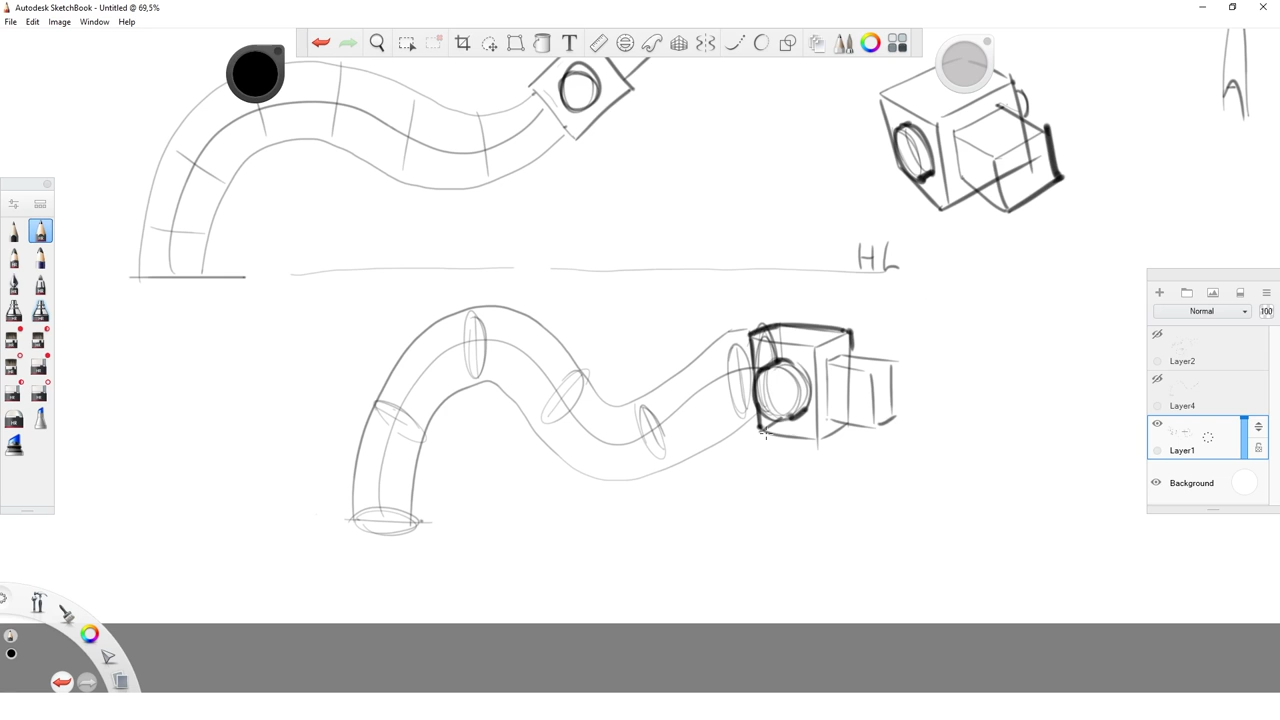 Autodesk SketchBook - Untitled @ 69,5%
File Edit Image Window Help
HL
Normal
100
Layer2
Layer4
Layer1
Background